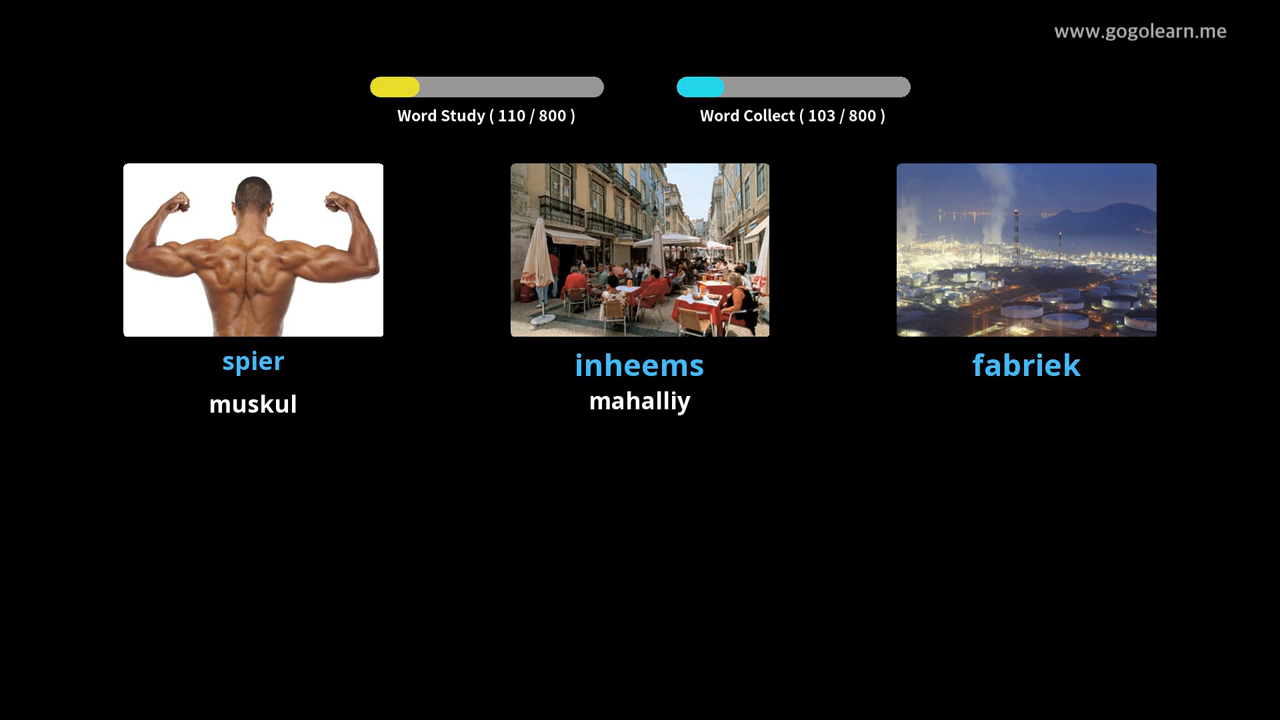 www.gogolearn.me
Word Study ( 110 / 800 )
Word Collect ( 103 / 800 )
spier
inheems
fabriek
muskul
mahalliy